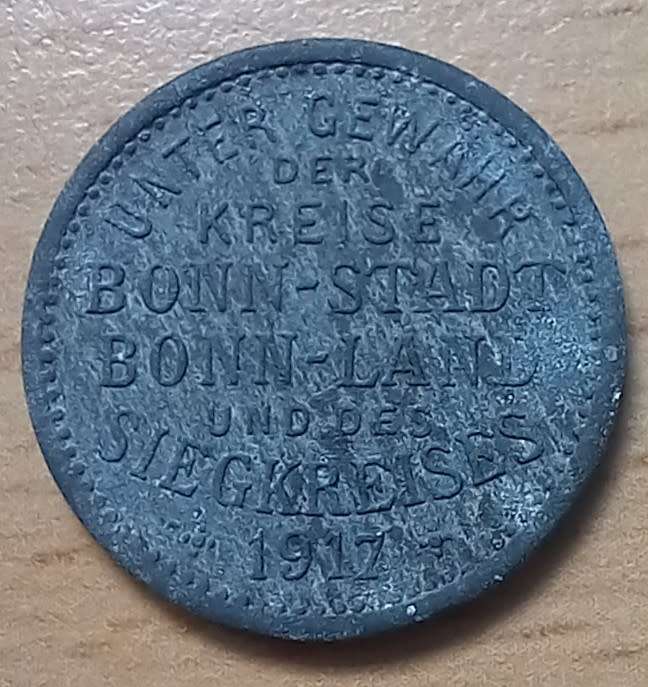 UNTER GEWÄHR
DER
KREISE
BONN-STADT
BONN-LAND
UND DES
SIEGKREISES
1917